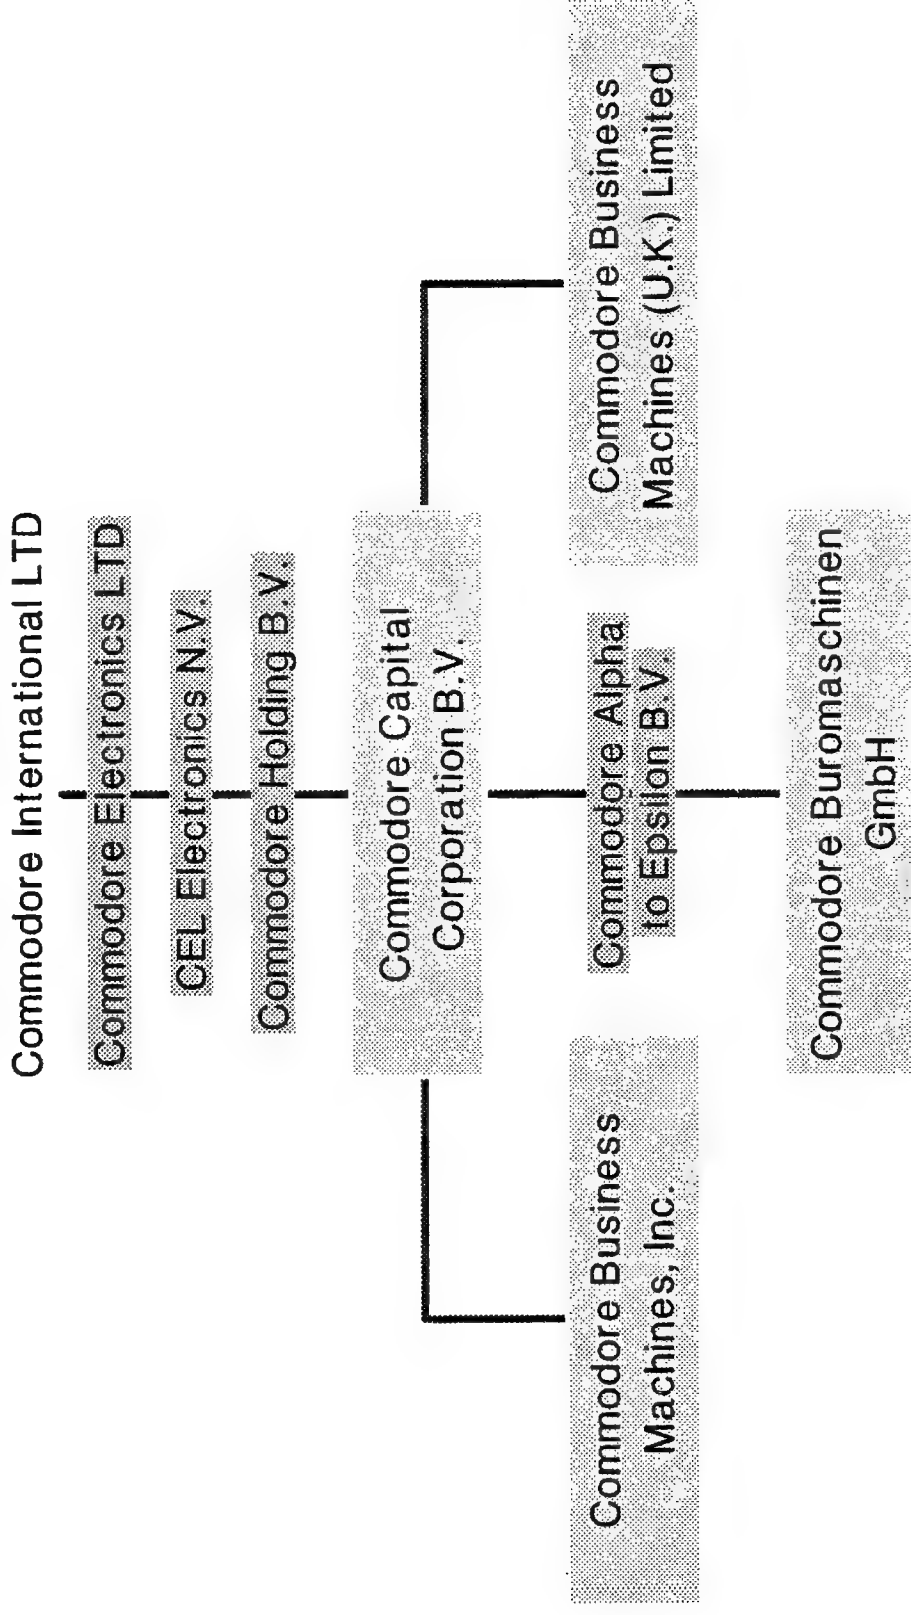 Commodore International LTD
Commodore Electronics LTD
CEL Electronics N.V.
Commodore Holding B.V.
Commodore Capital
Corporation B.V.
Commodore Business
Machines, Inc.
Commodore Alpha
to Epsilon B.V.
Commodore Business
Machines (U.K.) Limited
Commodore Buromaschinen
GmbH